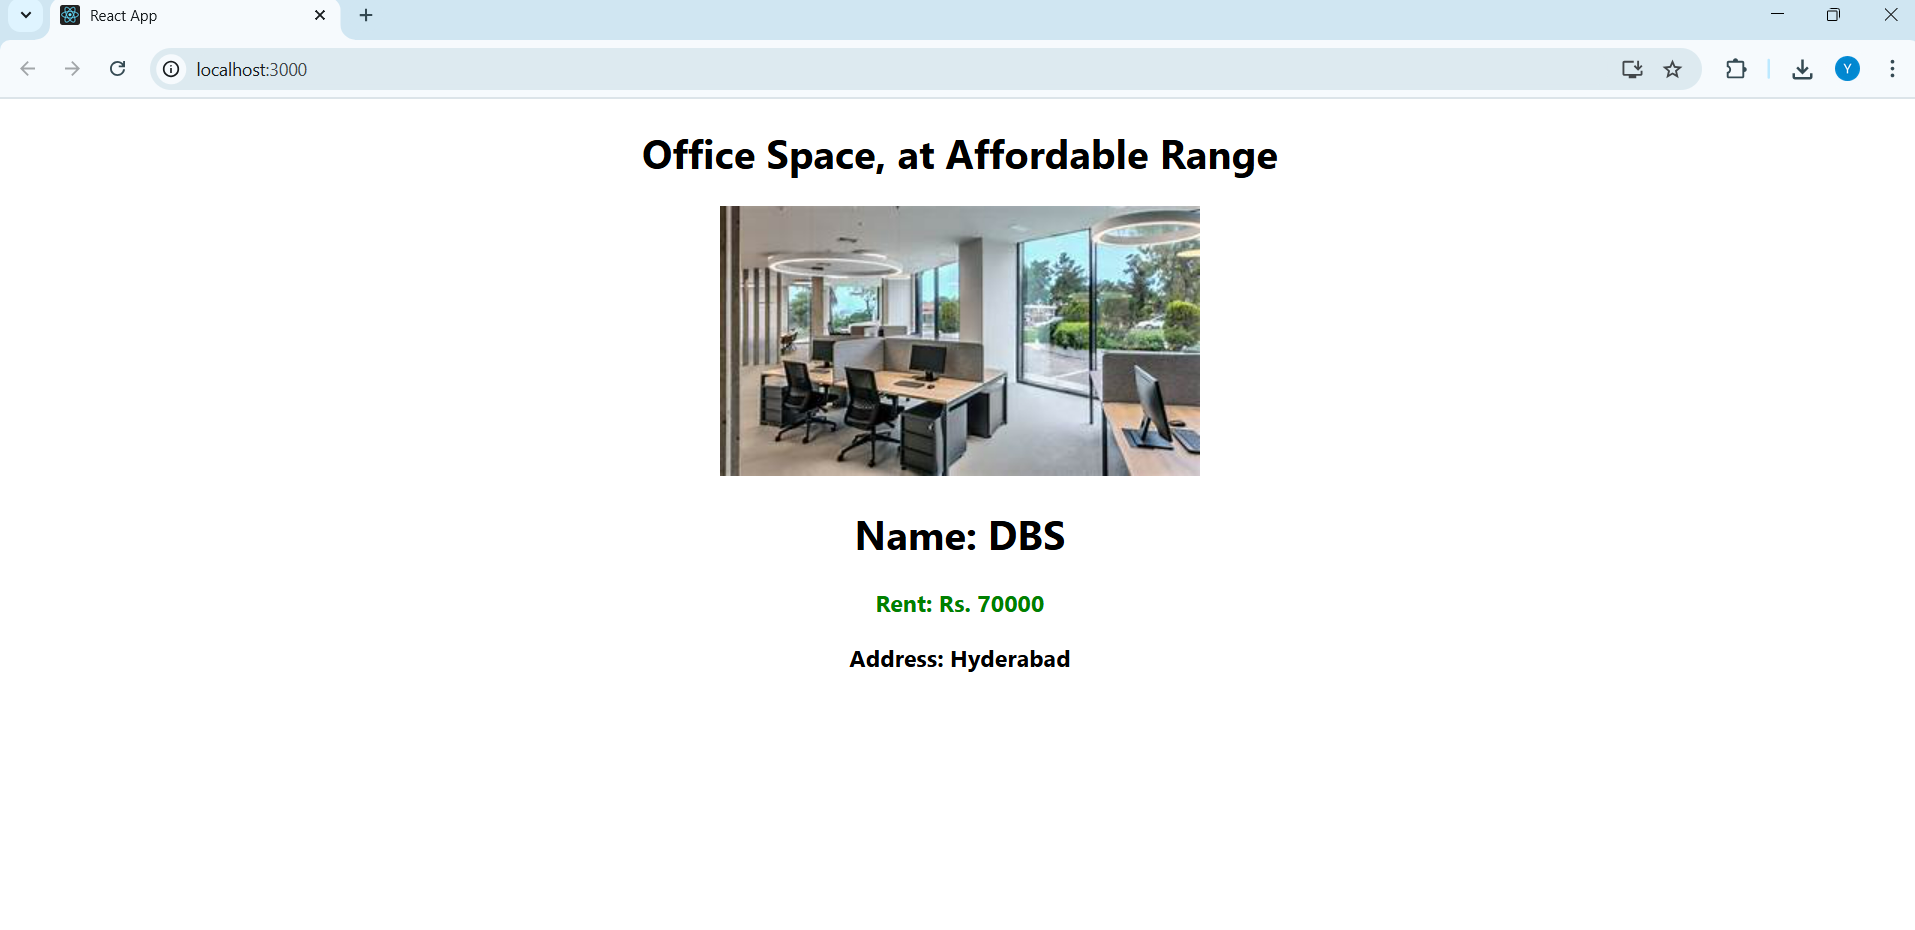 React App
localhost:3000
Y
Office Space, at Affordable Range
Name: DBS
Rent: Rs. 70000
Address: Hyderabad